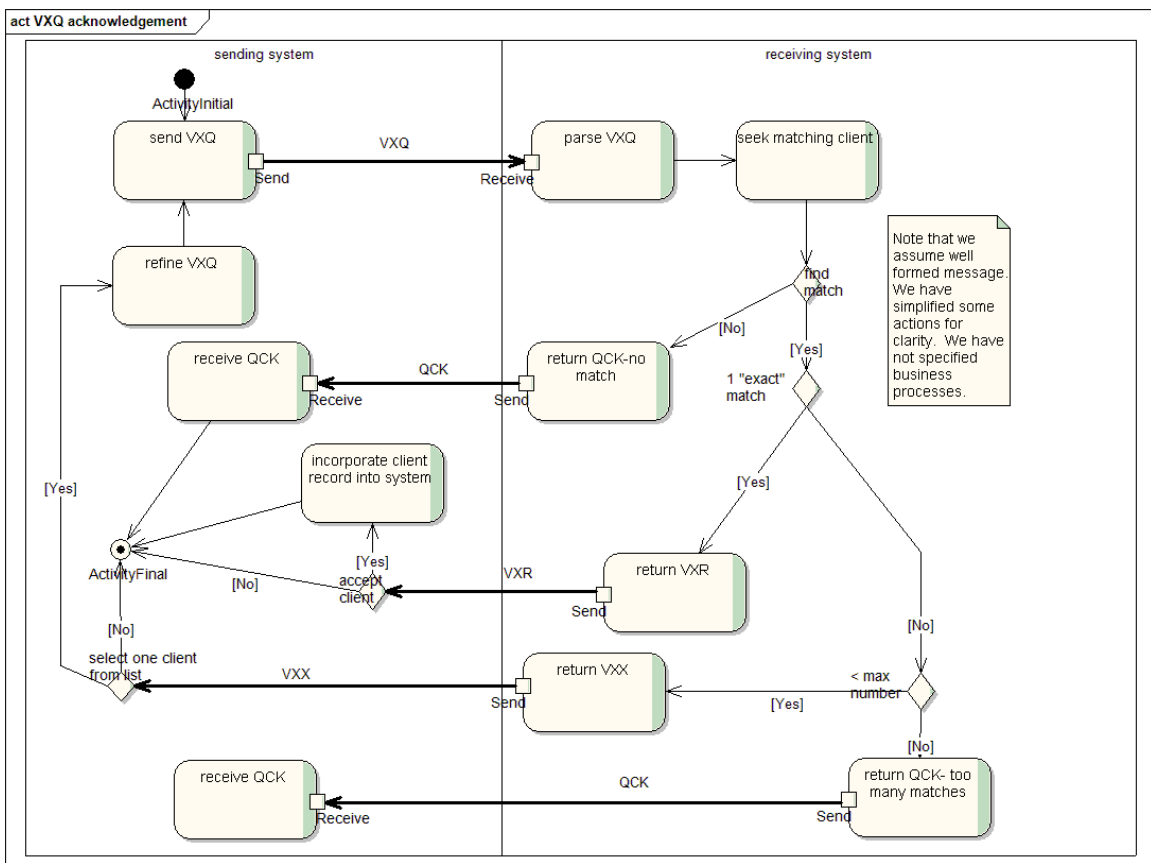 act VXQ acknowledgement
sending system
receiving system
ActivityInitial
send VXQ
VXQ
parse VXQ
seek matching client
Send
Receive
refine VXQ
find
match
Note that we
assume well
formed message.
We have
simplified some
actions for
clarity. We have
not specified
business
processes.
[No]
[Yes]
receive QCK
QCK
return QCK-no
match
Receive
Send
1 "exact"
match
incorporate client
record into system
[Yes]
[Yes]
ActivityFinal
[Yes]
[No]
accept
client
VXR
return VXR
Send
[No]
[No]
select one client
from list
VXX
return VXX
Send
[Yes]
< max
number
[No]
receive QCK
QCK
return QCK- too
many matches
Receive
Send